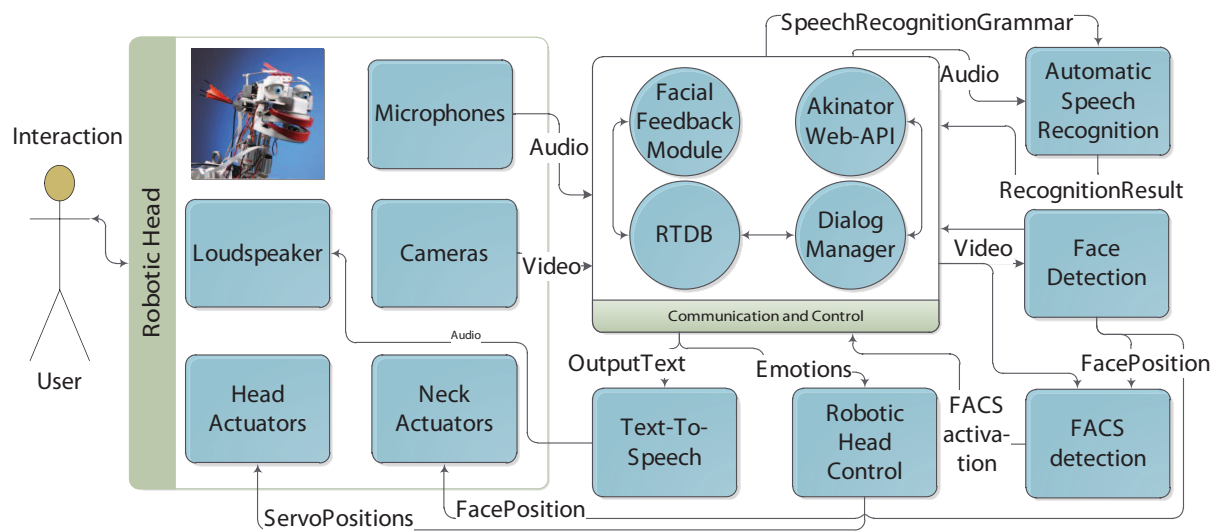 SpeechRecognitionGrammar
Interaction
User
Robotic Head
Microphones
Audio
Loudspeaker
Cameras
Video
Audio
Head
Actuators
Neck
Actuators
ServoPositions
FacePosition
Facial
Feedback
Module
Akinator
Web-API
RTDB
Dialog
Manager
Communication and Control
Audio
Automatic
Speech
Recognition
RecognitionResult
Video
Face
Detection
FacePosition
OutputText
Emotions
Text-To-
Speech
Robotic
Head
Control
FACS
activa-
tion
FACS
detection